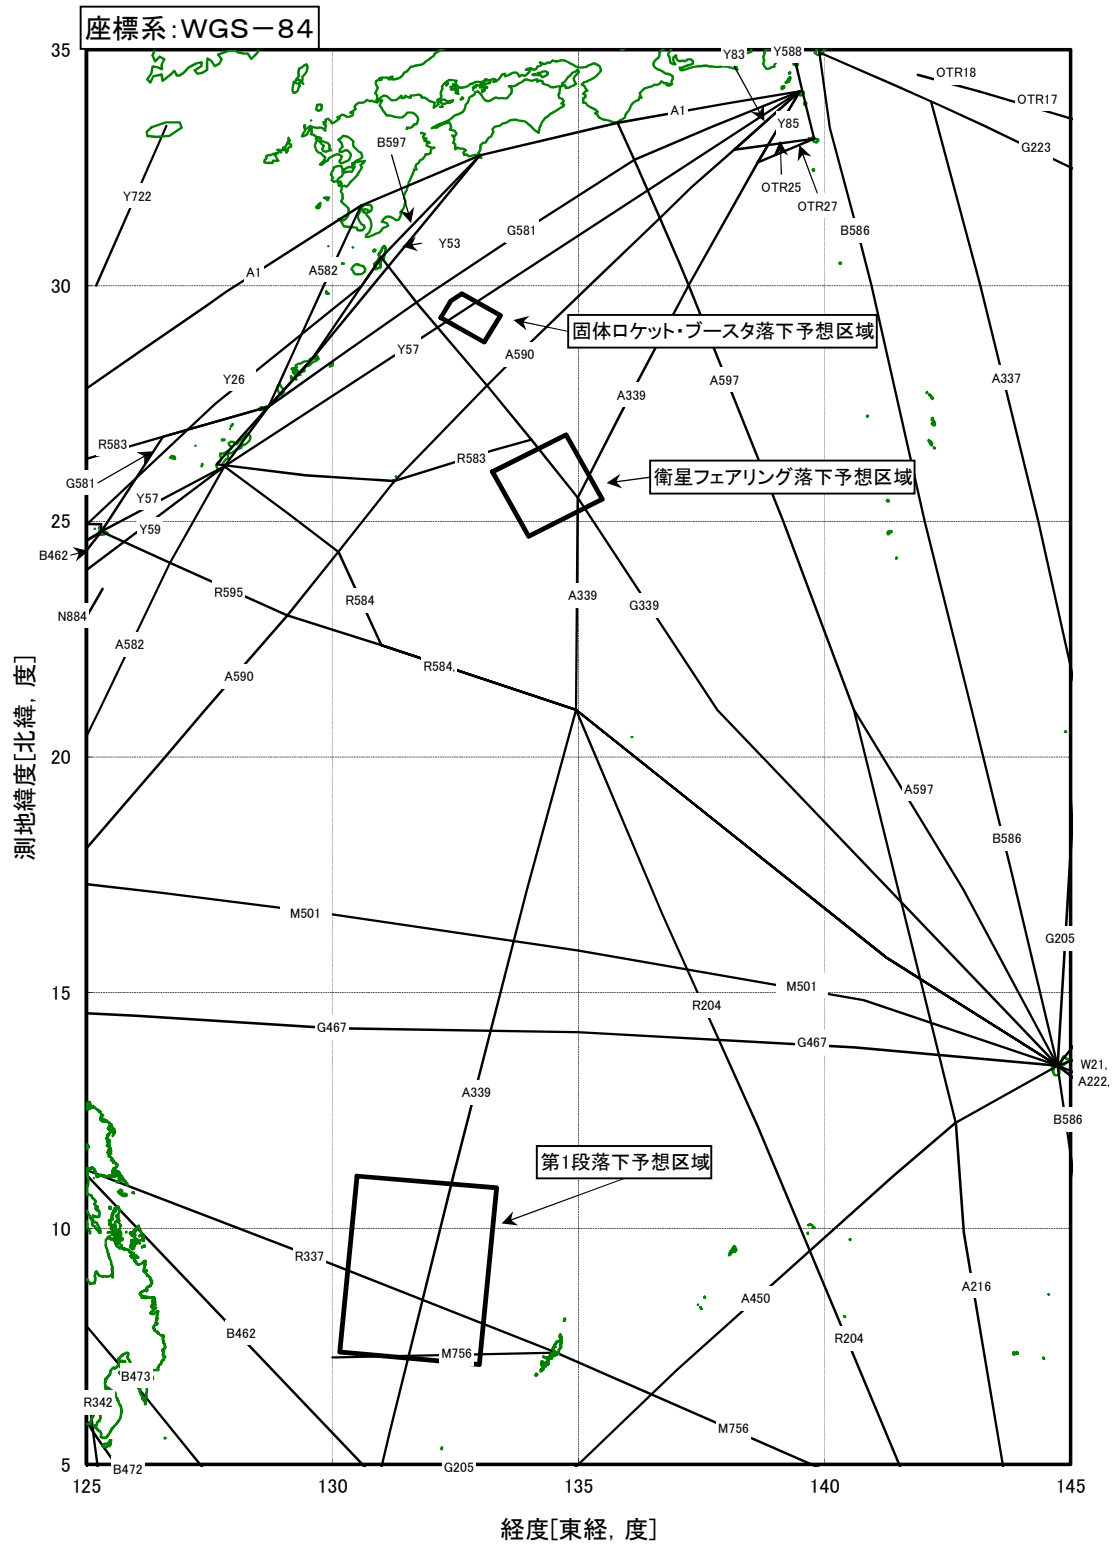 座標系:WGS-84
35
Y83
Y588
OTR18
OTR17
A1
Y85
B597
G223
OTR25
Y722
OTR27
G581
B586
Y53
A582
A1
30
固体ロケット・ブースタ落下予想区域
Y57
A590
Y26
A597
A337
A339
R583
R583
衛星フェアリング落下予想区域
G581
Y57
25
Y59
B462
R595
R584
A339
G339
N884
A582
R584,
A590
測地緯度[北緯, 度]
20
A597
B586
M501
G205
15
M501
R204
G467
G467
W21,
A222,
A339
B586
第1段落下予想区域
10
R337
A216
A450
B462
R204
M756
B473
R342
M756
5
B472
G205
125
130
135
140
145
経度[東経, 度]